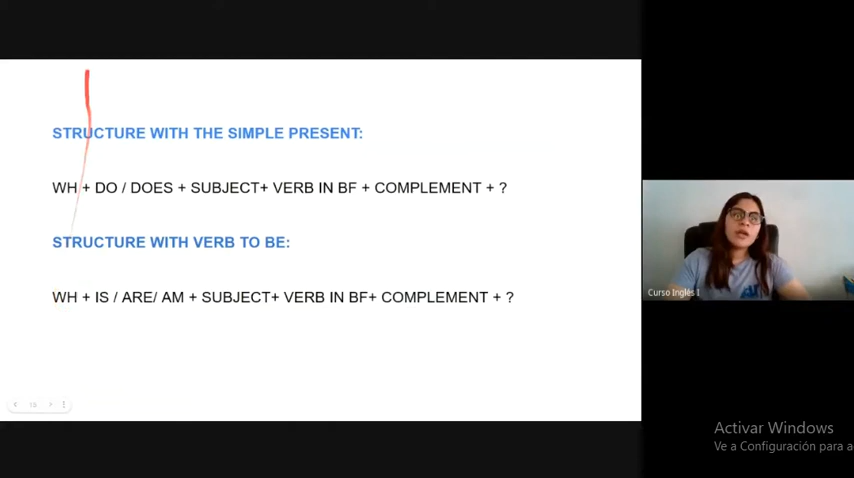 STRUCTURE WITH THE SIMPLE PRESENT:
WH + DO / DOES + SUBJECT+ VERB IN BF + COMPLEMENT + ?
STRUCTURE WITH VERB TO BE:
WH + IS / ARE/ AM + SUBJECT+ VERB IN BF+ COMPLEMENT + ?
Curso Inglés I
Activar Windows
Ve a Configuración para a